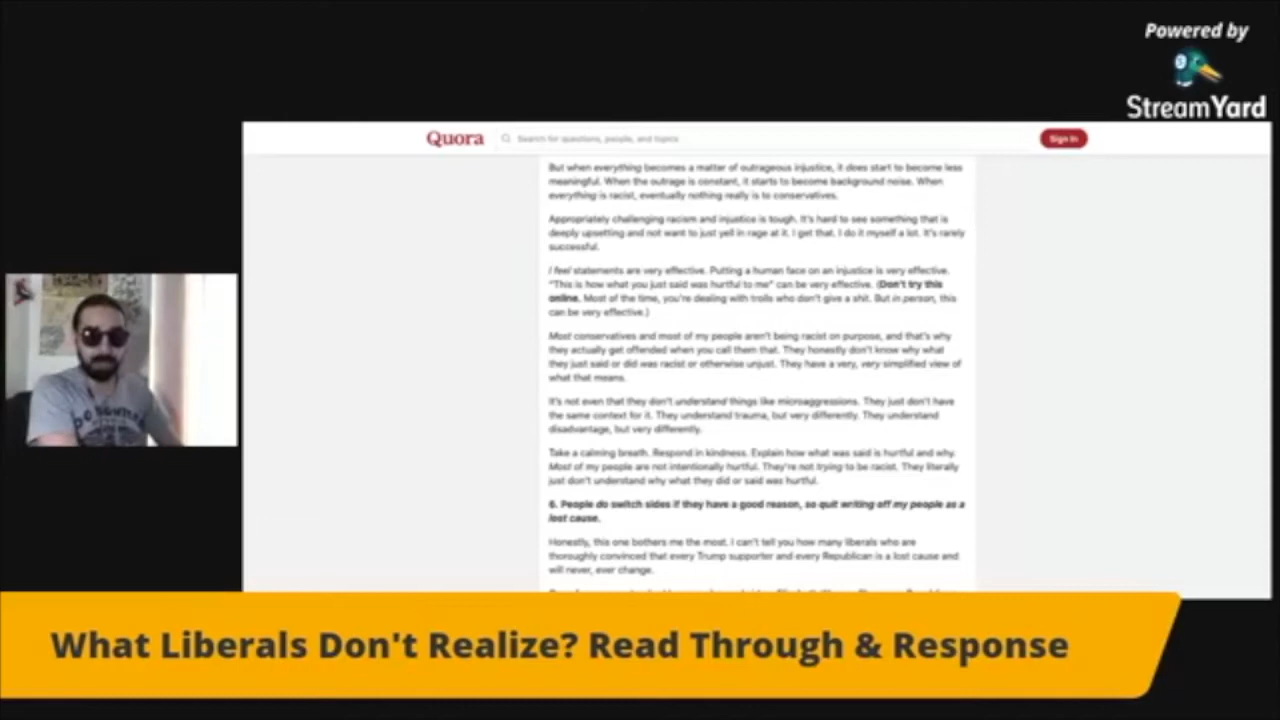 Powered by
StreamYard
Quora
Search for questions, people, and topics
Sign In
But when everything becomes a matter of outrageous injustice, it does start to become less
meaningful. When the outrage is constant, it starts to become background noise. When
everything is racist, eventually nothing really is to conservatives.
Appropriately challenging racism and injustice is tough. It's hard to see something that is
deeply upsetting and not want to just yell in rage at it. I get that. I do it myself a lot. It's rarely
successful.
I feel statements are very effective. Putting a human face on an injustice is very effective.
"This is how what you just said was hurtful to me" can be very effective. (Don't try this
online. Most of the time, you're dealing with trolls who don't give a shit. But in person, this
can be very effective.)
Most conservatives and most of my people aren't being racist on purpose, and that's why
they actually get offended when you call them that. They honestly don't know why what
they just said or did was racist or otherwise unjust. They have a very, very simplified view of
what that means.
It's not even that they don't understand things like microaggressions. They just don't have
the same context for it. They understand trauma, but very differently. They understand
disadvantage, but very differently.
Take a calming breath. Respond in kindness. Explain how what was said is hurtful and why.
Most of my people are not intentionally hurtful. They're not trying to be racist. They literally
just don't understand why what they did or said was hurtful.
6. People do switch sides if they have a good reason, so quit writing off my people as a
lost cause.
Honestly, this one bothers me the most. I can't tell you how many liberals who are
thoroughly convinced that every Trump supporter and every Republican is a lost cause and
will never, ever change.
What Liberals Don't Realize? Read Through & Response